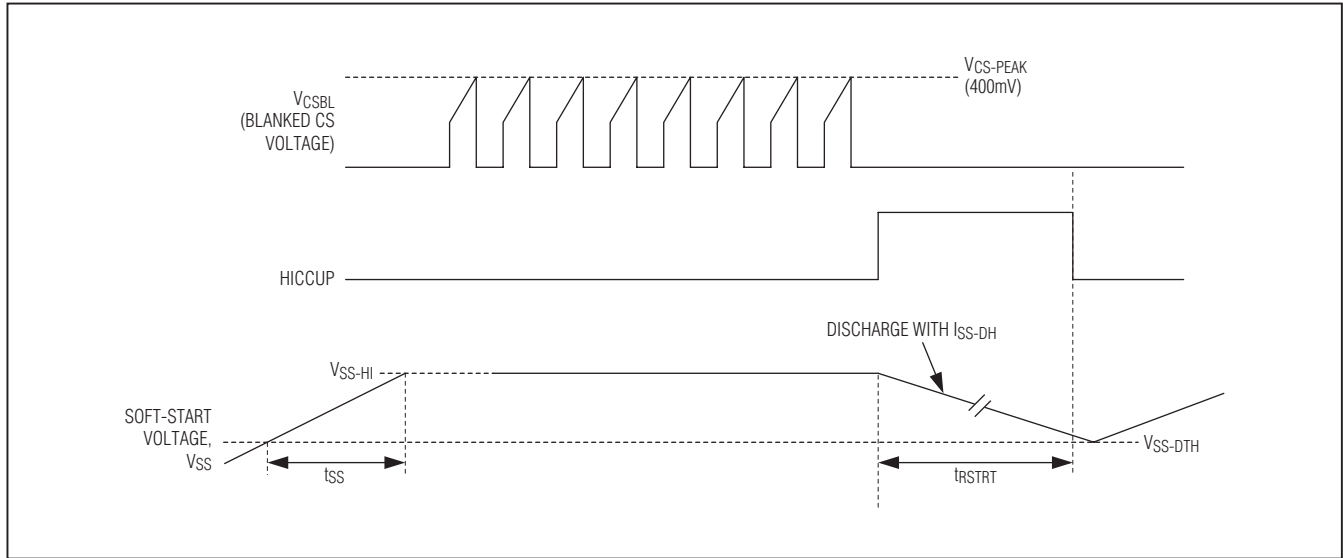 VCS-PEAK
(400mV)
VCSBL
(BLANKED CS
VOLTAGE)
HICCUP
DISCHARGE WITH ISS-DH
VSS-HI
SOFT-START
VOLTAGE,
VSS
VSS-DTH
tSS
tRSTRT